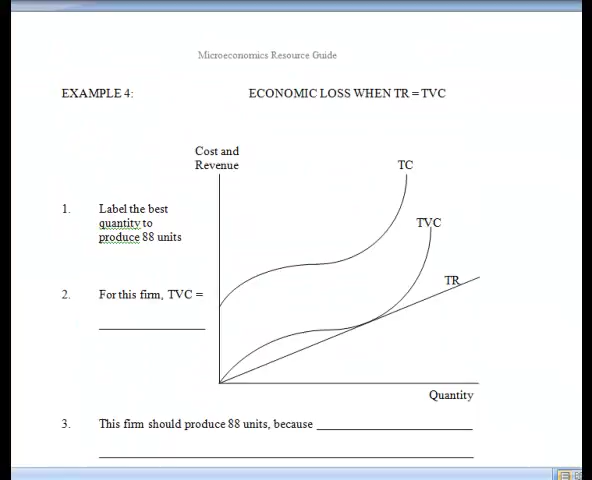 Microeconomics Resource Guide
EXAMPLE 4: ECONOMIC LOSS WHEN TR = TVC
Cost and
Revenue
TC
1. Label the best
quantity to
produce 88 units
TVC
TR
2. For this firm, TVC =
Quantity
3. This firm should produce 88 units, because